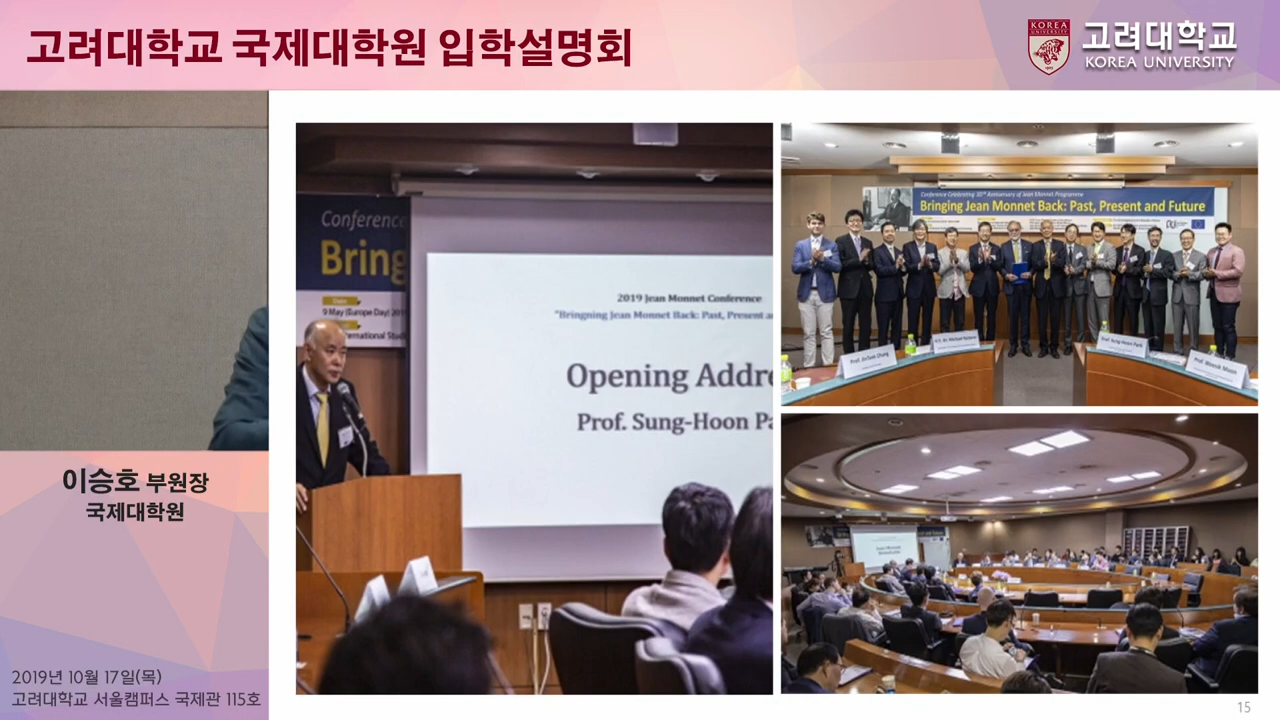 고려대학교 국제대학원 입학설명회
KOREA
UNIVERSITY
고려대학교
KOREA UNIVERSITY
이승호 부원장
국제대학원
2019년 10월 17일(목)
고려대학교 서울캠퍼스 국제관 115호
Conference
Bring
Date
9 May (Europe Day) 201
2019 Jean Monnet Conference
"Bringning Jean Monnet Back: Past, Present a
Opening Addre
Prof. Sung-Hoon Pa
Conference Celebrating 30th Anniversary of Jean Monnet Programme
Bringing Jean Monnet Back: Past, Present and Future
Prof. Sung-Hoon Park
15